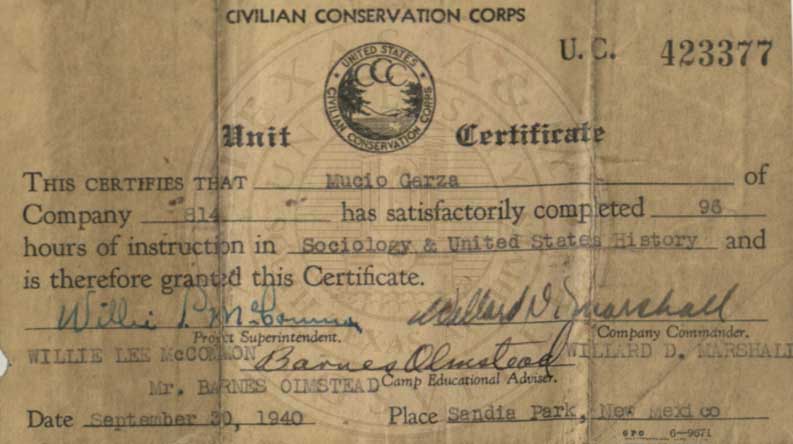 CIVILIAN CONSERVATION CORPS
U. C. 423377
UNITED STATES
CCC
CIVILIAN CONSERVATION CORPS
Unit Certificate
THIS CERTIFIES THAT Mucio Garza of
Company 814 has satisfactorily completed 96
hours of instruction in Sociology & United States History and
is therefore granted this Certificate.
Willard D. Marshall
Project Superintendent. Company Commander.
WILLIE LEE McCOMMON Barnes Olmstead WILLARD D. MARSHALL
Mr. BARNES OLMSTEAD Camp Educational Adviser.
Date September 30, 1940 Place Sandia Park, New Mexico
GPO 6—9671